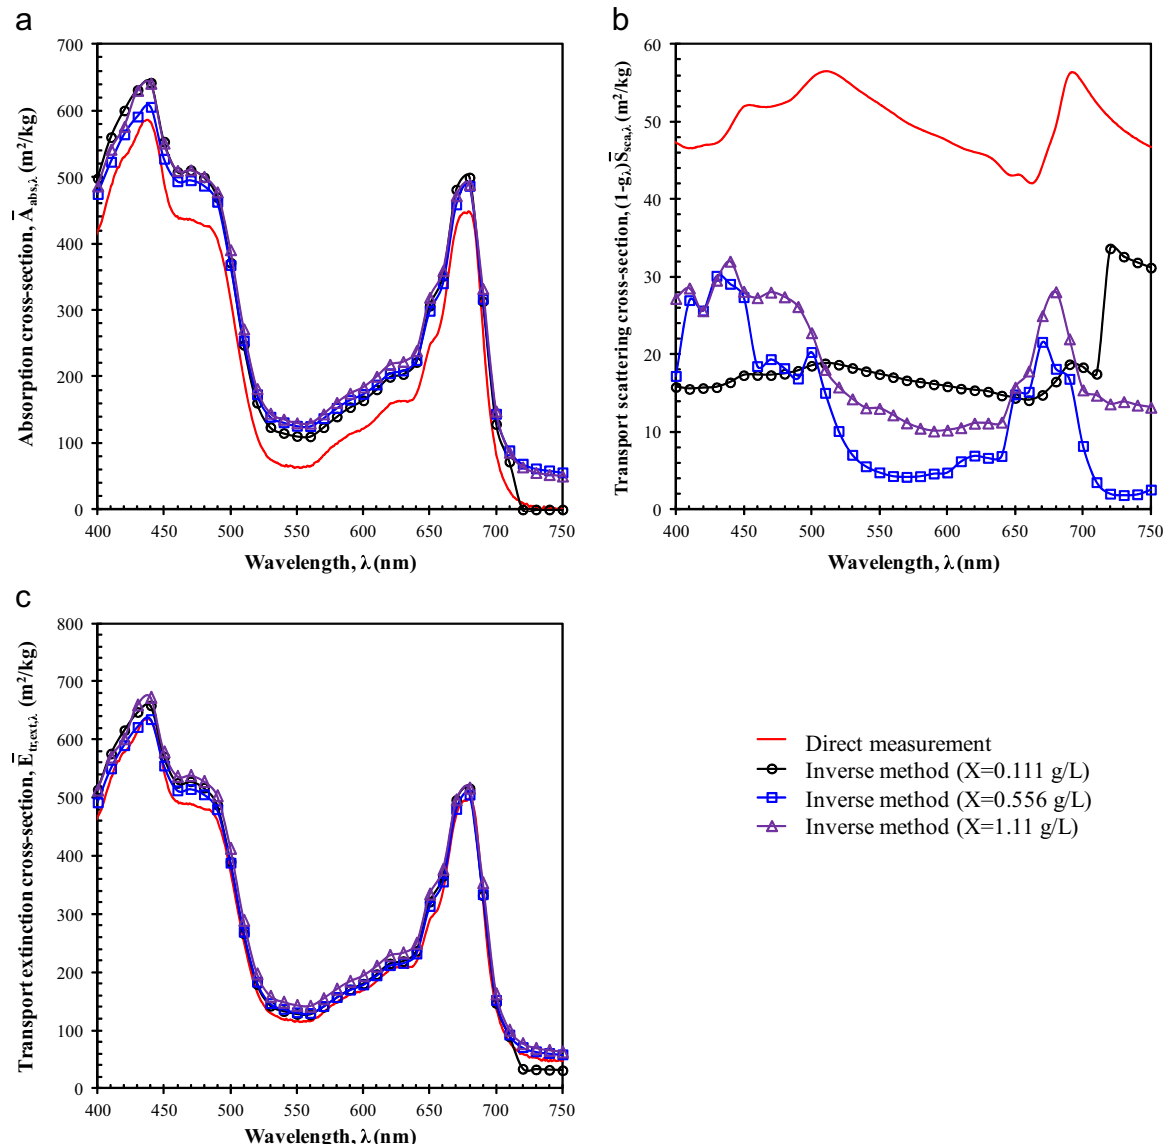 a
700
600
500
400
300
200
100
0
400 450 500 550 600 650 700 750
Absorption cross-section, A̅abs,λ (m²/kg)
Wavelength, λ (nm)
b
60
50
40
30
20
10
0
400 450 500 550 600 650 700 750
Transport scattering cross-section, (1-gλ)S̅sca,λ (m²/kg)
Wavelength, λ (nm)
c
800
700
600
500
400
300
200
100
0
400 450 500 550 600 650 700 750
Transport extinction cross-section, E̅tr,ext,λ (m²/kg)
Wavelength, λ (nm)
Direct measurement
Inverse method (X=0.111 g/L)
Inverse method (X=0.556 g/L)
Inverse method (X=1.11 g/L)